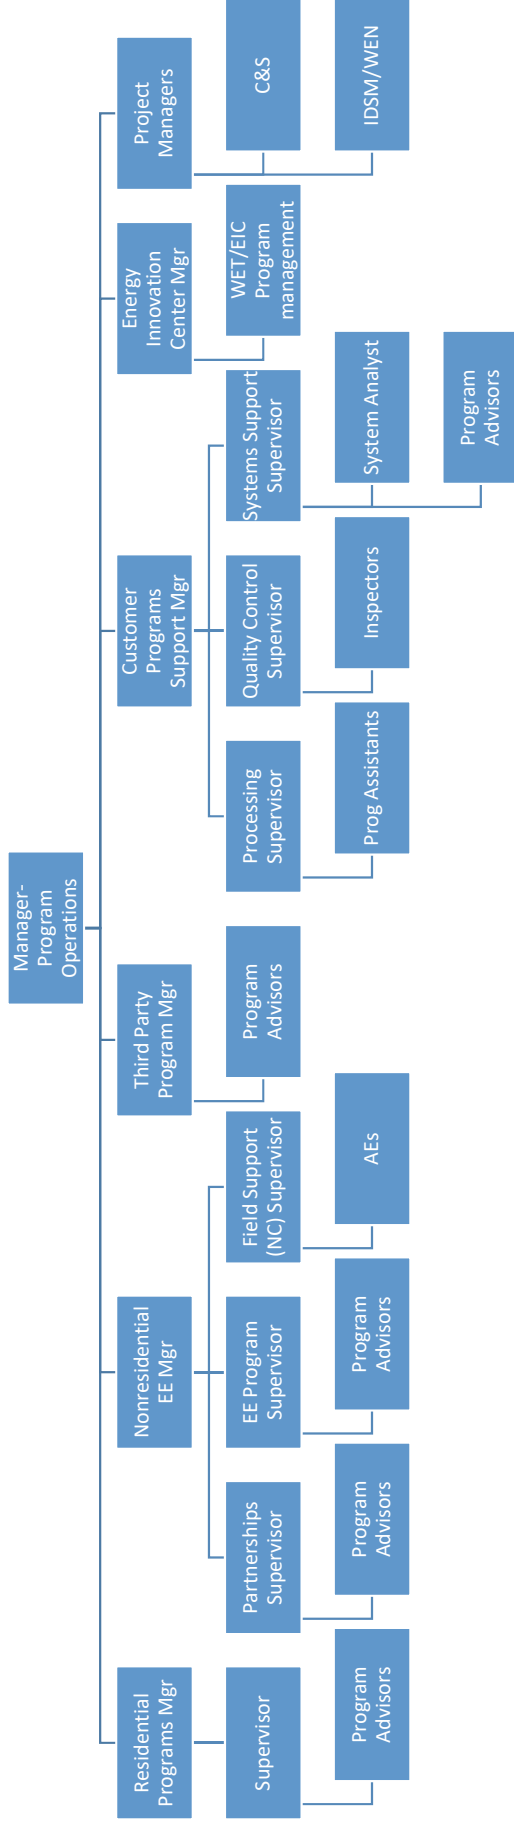 Manager-
Program
Operations
Residential
Programs Mgr
Supervisor
Program
Advisors
Nonresidential
EE Mgr
Partnerships
Supervisor
Program
Advisors
EE Program
Supervisor
Program
Advisors
Field Support
(NC) Supervisor
AEs
Third Party
Program Mgr
Program
Advisors
Customer
Programs
Support Mgr
Processing
Supervisor
Prog Assistants
Quality Control
Supervisor
Inspectors
Systems Support
Supervisor
System Analyst
Program
Advisors
Energy
Innovation
Center Mgr
WET/EIC
Program
management
Project
Managers
C&S
IDSM/WEN